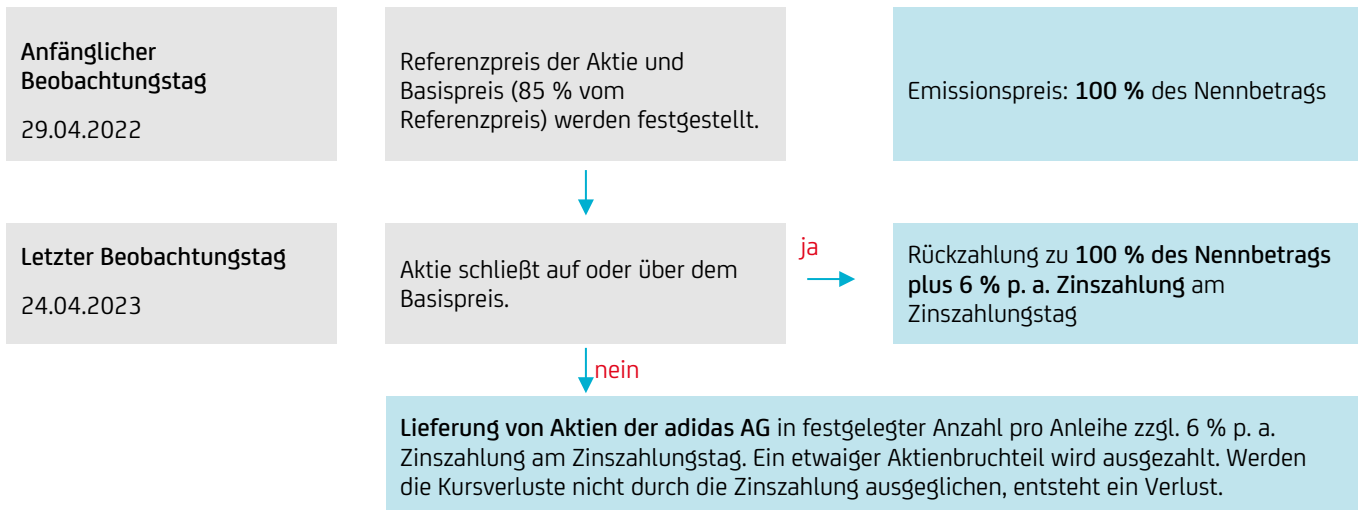 Anfänglicher
Beobachtungstag
29.04.2022
Referenzpreis der Aktie und
Basispreis (85 % vom
Referenzpreis) werden festgestellt.
Emissionspreis: 100 % des Nennbetrags
Letzter Beobachtungstag
24.04.2023
Aktie schließt auf oder über dem
Basispreis.
ja
Rückzahlung zu 100 % des Nennbetrags
plus 6 % p. a. Zinszahlung am
Zinszahlungstag
nein
Lieferung von Aktien der adidas AG in festgelegter Anzahl pro Anleihe zzgl. 6 % p. a.
Zinszahlung am Zinszahlungstag. Ein etwaiger Aktienbruchteil wird ausgezahlt. Werden
die Kursverluste nicht durch die Zinszahlung ausgeglichen, entsteht ein Verlust.